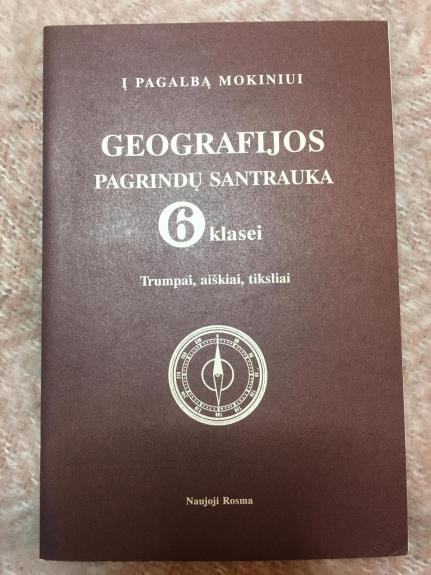 Į PAGALBĄ MOKINIUI
GEOGRAFIJOS
PAGRINDŲ SANTRAUKA
6 klasei
Trumpai, aiškiai, tiksliai
Naujoji Rosma